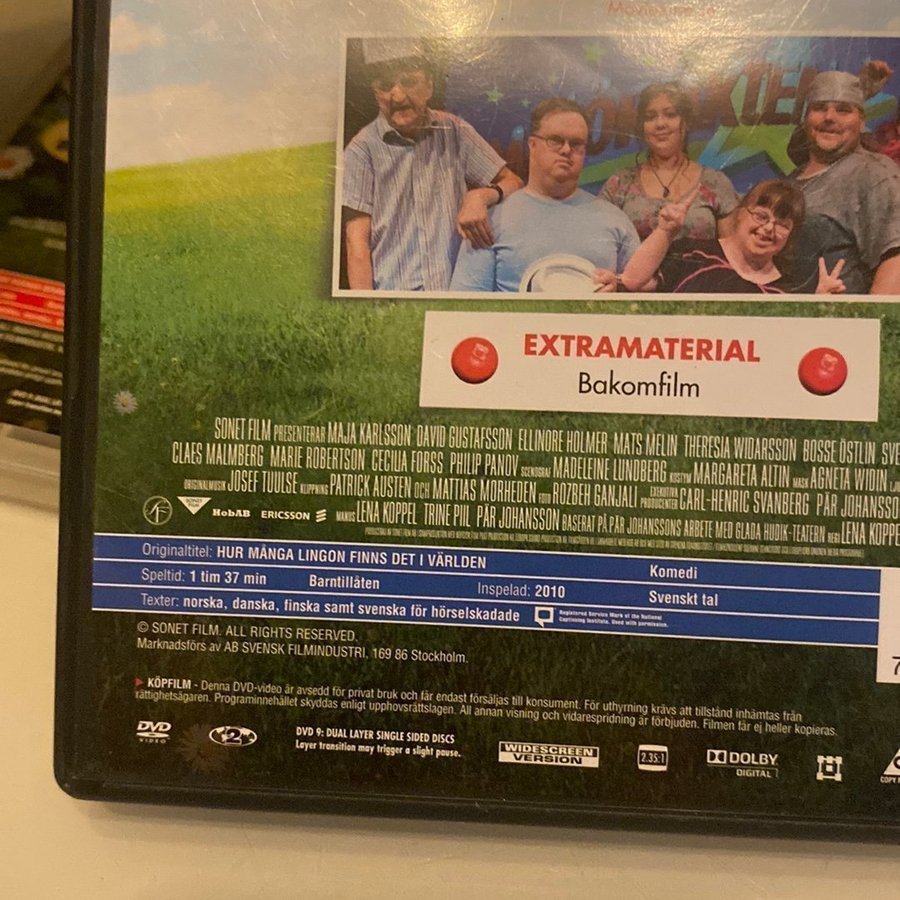 EXTRAMATERIAL
Bakomfilm
SONET FILM PRESENTERAR MAJA KARLSSON DAVID GUSTAFSSON ELLINORE HOLMER MATS MELIN THERESIA WIDARSSON BOSSE ÖSTLIN SVE
CLAES MALMBERG MARIE ROBERTSON CECILIA FORSS PHILIP PANOV SCENOGRAFI MADELEINE LUNDBERG KOSTYM MARGARETA ALTIN MASK AGNETA WIDIN
ORIGINALMUSIK JOSEF TUULSE KLIPPNING PATRICK AUSTEN OCH MATTIAS MORHEDEN FOTO ROZBEH GANJALI EXECUTIVE PRODUCENTER CARL-HENRIC SVANBERG PÄR JOHANSSO
SF SONET FILM HobAB ERICSSON MANUS LENA KOPPEL TRINE PIIL PÄR JOHANSSON BASERAT PÅ PÄR JOHANSSONS ARBETE MED GLADA HUDIK-TEATERN REGI LENA KOPPE
Originaltitel: HUR MÅNGA LINGON FINNS DET I VÄRLDEN Komedi
Speltid: 1 tim 37 min Barntillåten Inspelad: 2010 Svenskt tal
Texter: norska, danska, finska samt svenska för hörselskadade Registered Service Mark of the National
Captioning Institute. Used with permission.
© SONET FILM. ALL RIGHTS RESERVED.
Marknadsförs av AB SVENSK FILMINDUSTRI, 169 86 Stockholm.
KÖPFILM - Denna DVD-video är avsedd för privat bruk och får endast försäljas till konsument. För uthyrning krävs att tillstånd inhämtas från
rättighetsägaren. Programinnehållet skyddas enligt upphovsrättslagen. All annan visning och vidarespridning är förbjuden. Filmen får ej heller kopieras.
DVD VIDEO 2 DVD 9: DUAL LAYER SINGLE SIDED DISCS
Layer transition may trigger a slight pause.
WIDESCREEN VERSION 2.35:1 DOLBY DIGITAL COPY
7